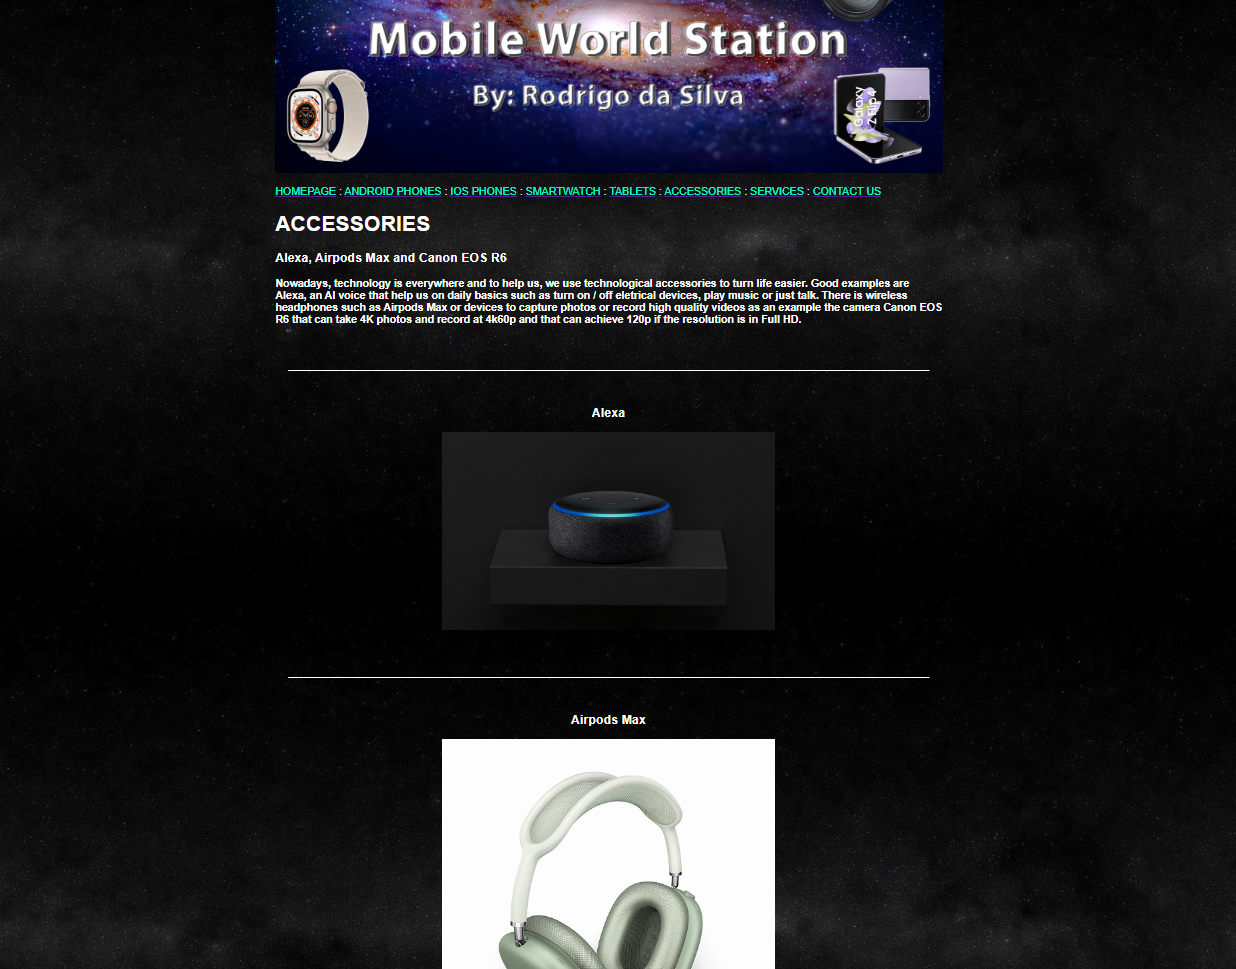 Mobile World Station
By: Rodrigo da Silva
Galaxy
Z Flip4
HOMEPAGE : ANDROID PHONES : IOS PHONES : SMARTWATCH : TABLETS : ACCESSORIES : SERVICES : CONTACT US
ACCESSORIES
Alexa, Airpods Max and Canon EOS R6
Nowadays, technology is everywhere and to help us, we use technological accessories to turn life easier. Good examples are
Alexa, an AI voice that help us on daily basics such as turn on / off eletrical devices, play music or just talk. There is wireless
headphones such as Airpods Max or devices to capture photos or record high quality videos as an example the camera Canon EOS
R6 that can take 4K photos and record at 4k60p and that can achieve 120p if the resolution is in Full HD.
Alexa
Airpods Max